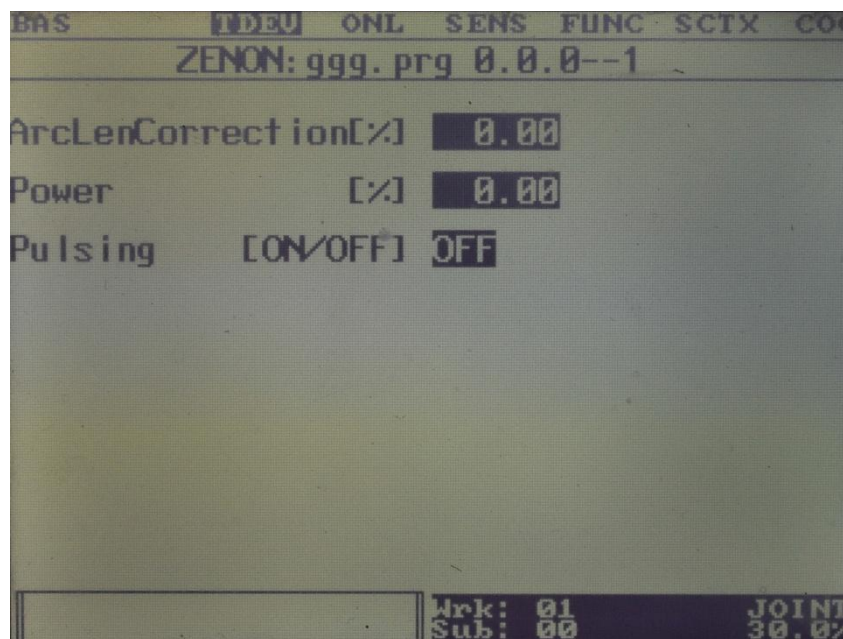 BAS TDEV ONL SENS FUNC SCTX
ZENON: ggg.prg 0.0.0--1
ArcLenCorrection[%] 0.00
Power [%] 0.00
Pulsing [ON/OFF] OFF
Wrk: 01 JOINT
Sub: 00 30.0%